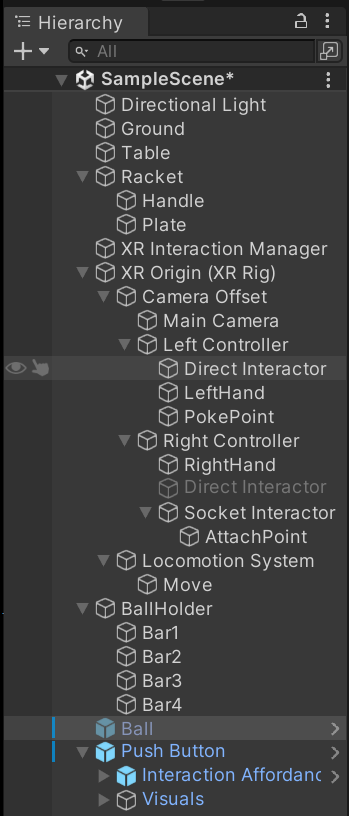 Hierarchy
All
SampleScene*
Directional Light
Ground
Table
Racket
Handle
Plate
XR Interaction Manager
XR Origin (XR Rig)
Camera Offset
Main Camera
Left Controller
Direct Interactor
LeftHand
PokePoint
Right Controller
RightHand
Direct Interactor
Socket Interactor
AttachPoint
Locomotion System
Move
BallHolder
Bar1
Bar2
Bar3
Bar4
Ball
Push Button
Interaction Affordanc
Visuals